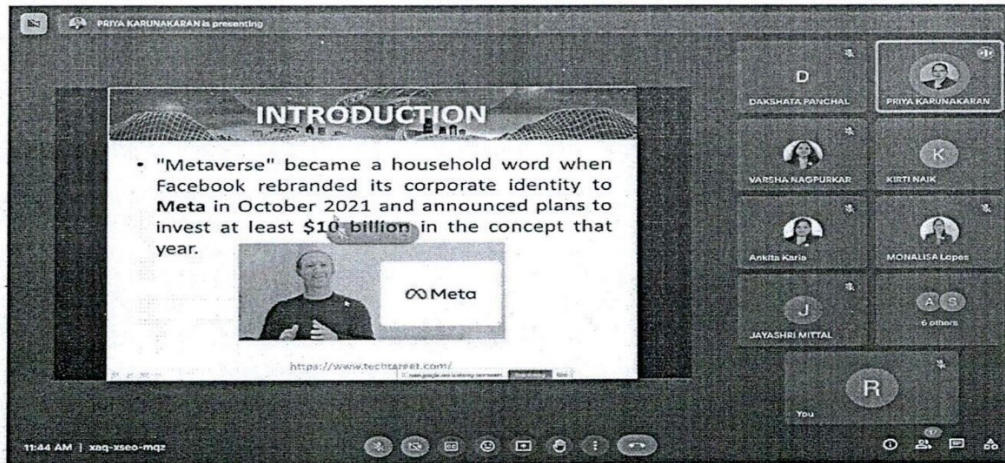 PRIYA KARUNAKARAN is presenting
INTRODUCTION
• "Metaverse" became a household word when
Facebook rebranded its corporate identity to
Meta in October 2021 and announced plans to
invest at least $10 billion in the concept that
year.
Meta
https://www.techtarget.com/
D
DAKSHATA PANCHAL
PRIYA KARUNAKARAN
VARSHA NAGPURKAR
K
KIRTI NAIK
Ankita Karia
MONALISA Lopes
J
JAYASHRI MITTAL
A S
6 others
R
You
11:44 AM | xaq-xseo-mqz
17